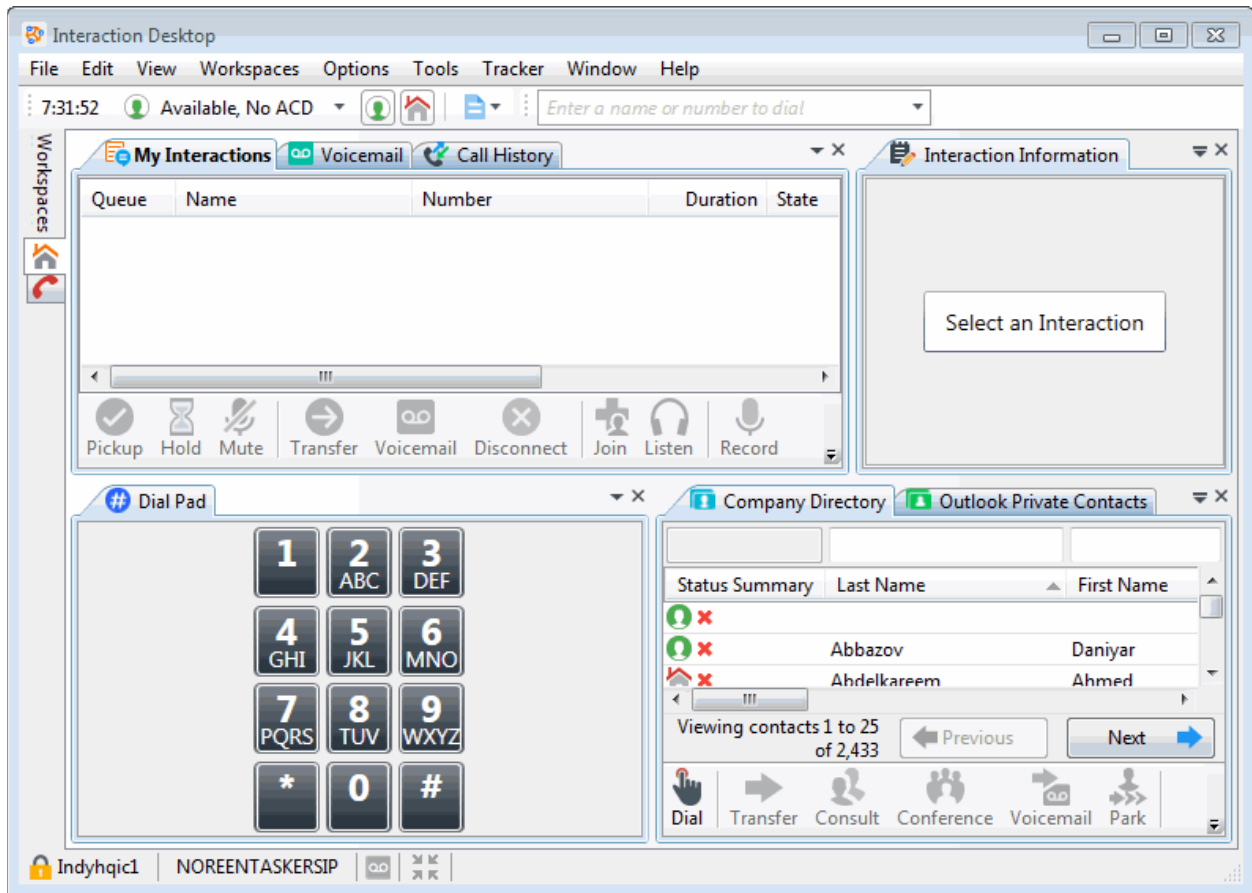 Interaction Desktop
File Edit View Workspaces Options Tools Tracker Window Help
7:31:52 Available, No ACD Enter a name or number to dial
Workspaces
My Interactions Voicemail Call History
Queue Name Number Duration State
Pickup Hold Mute Transfer Voicemail Disconnect Join Listen Record
Interaction Information
Select an Interaction
Dial Pad
1 2 3
ABC DEF
4 5 6
GHI JKL MNO
7 8 9
PQRS TUV WXYZ
* 0 #
Company Directory Outlook Private Contacts
Status Summary Last Name First Name
Abbazov Daniyar
Abdelkareem Ahmed
Viewing contacts 1 to 25
of 2,433
Previous Next
Dial Transfer Consult Conference Voicemail Park
Indyhqic1 NOREENTASKERSIP